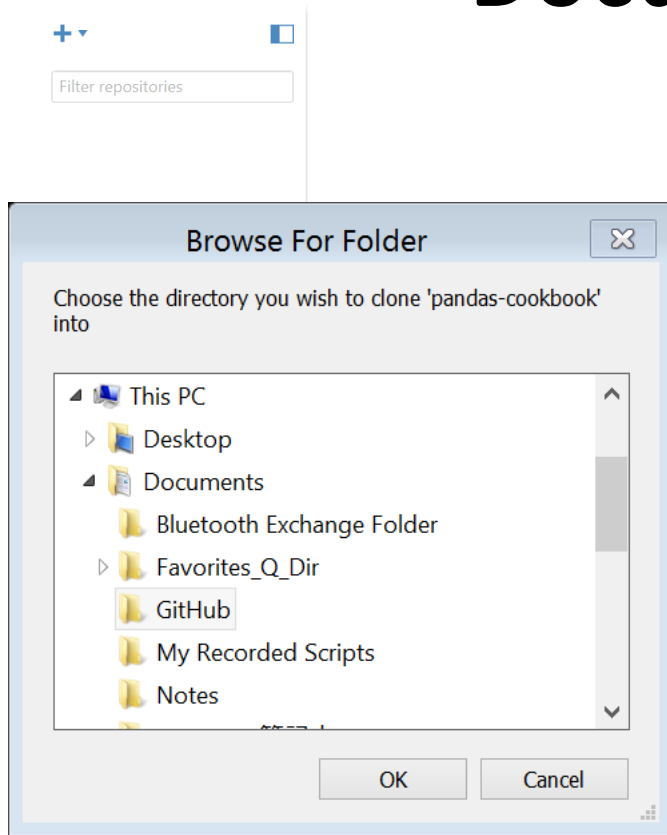 Filter repositories
Browse For Folder
Choose the directory you wish to clone 'pandas-cookbook'
into
This PC
Desktop
Documents
Bluetooth Exchange Folder
Favorites_Q_Dir
GitHub
My Recorded Scripts
Notes
OK
Cancel